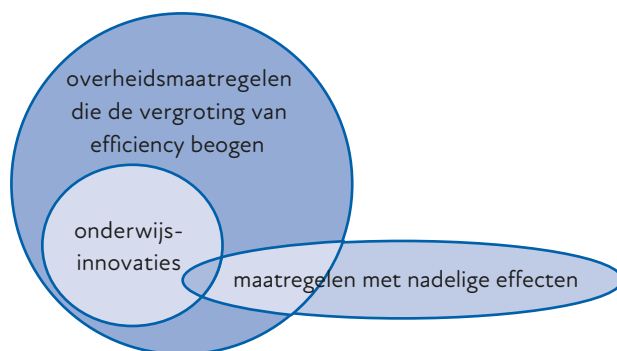 overheidsmaatregelen
die de vergroting van
efficiency beogen
onderwijs-
innovaties
maatregelen met nadelige effecten